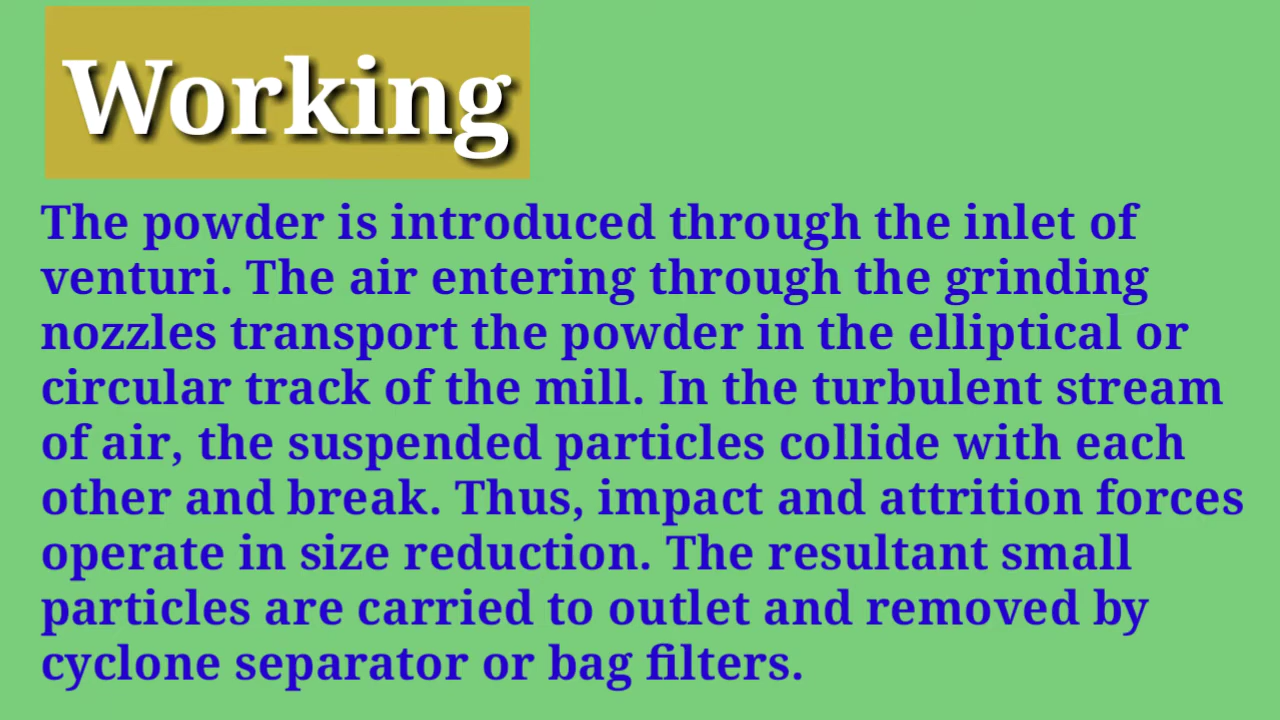 Working
The powder is introduced through the inlet of
venturi. The air entering through the grinding
nozzles transport the powder in the elliptical or
circular track of the mill. In the turbulent stream
of air, the suspended particles collide with each
other and break. Thus, impact and attrition forces
operate in size reduction. The resultant small
particles are carried to outlet and removed by
cyclone separator or bag filters.